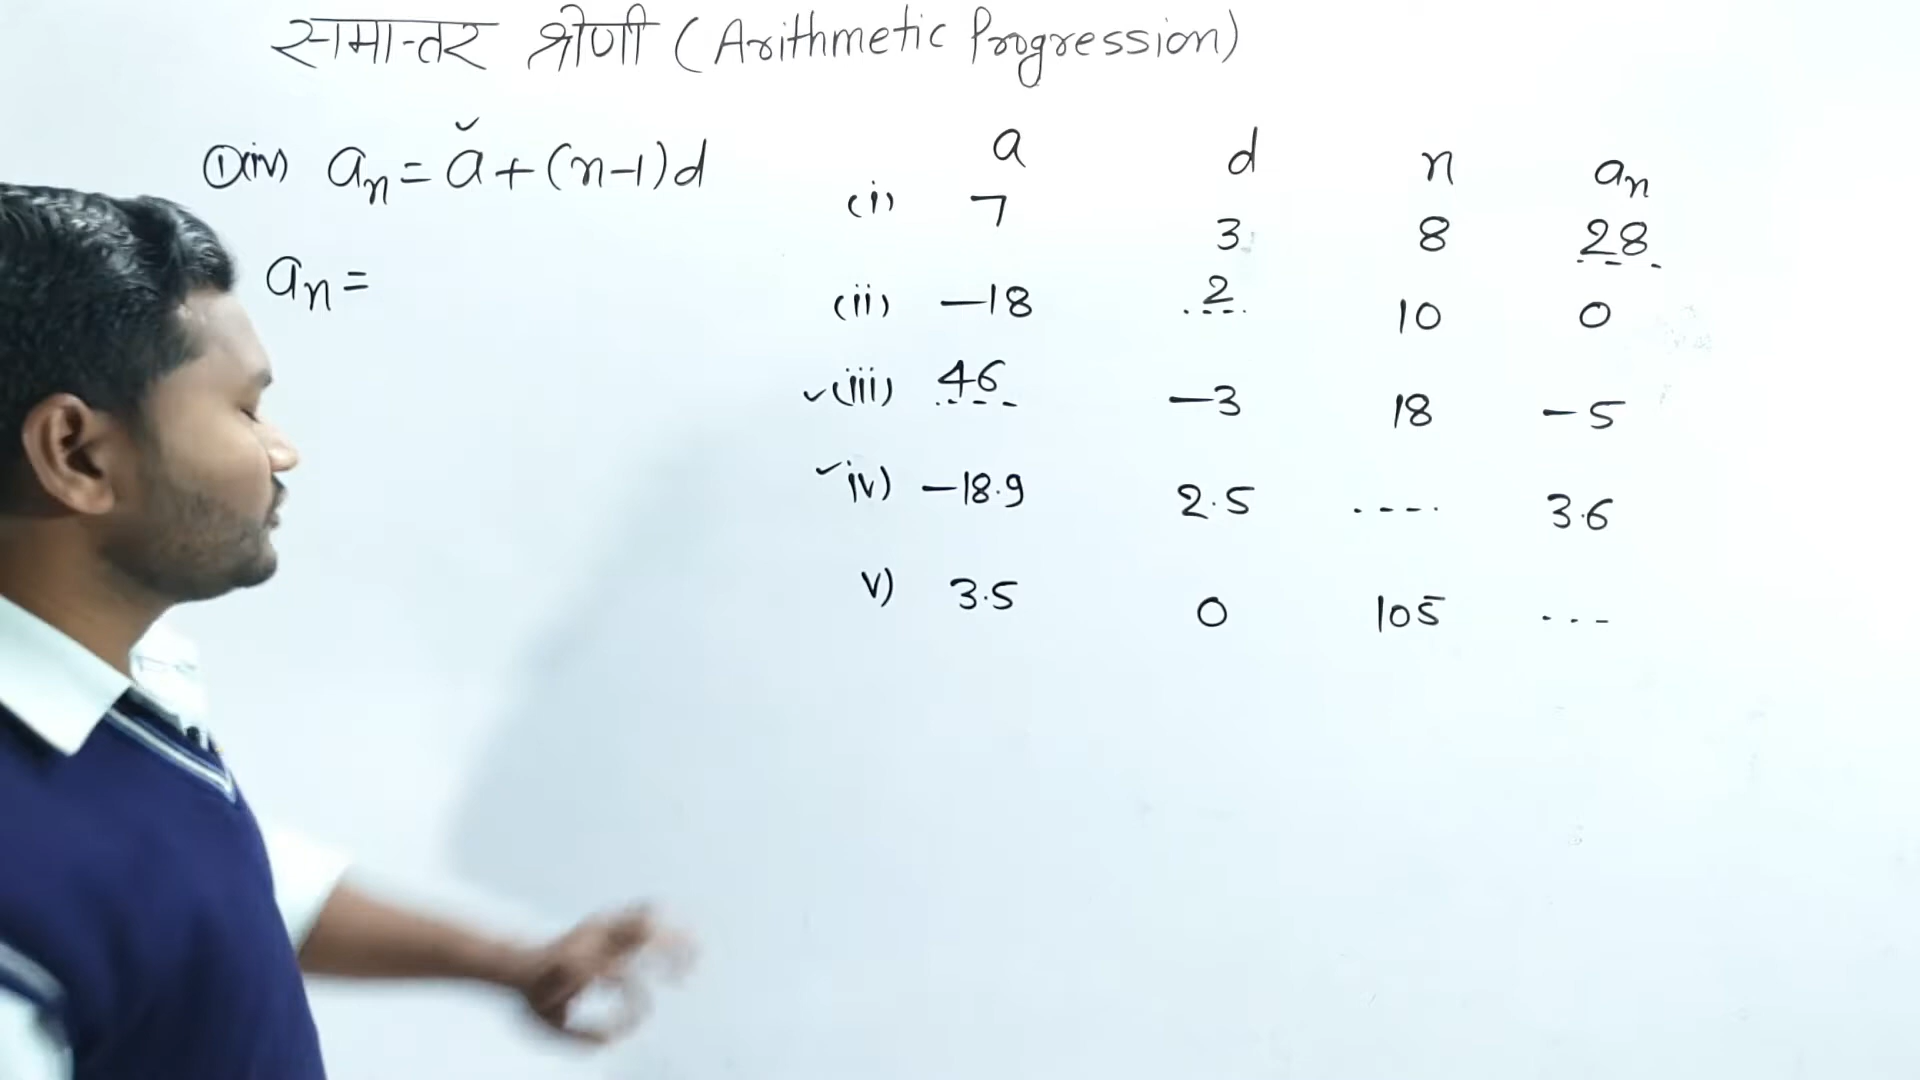 समान्तर श्रेणी (Arithmetic Progression)
① (iv) aₙ = a + (n-1)d
aₙ =
a d n aₙ
(i) 7 3 8 28
(ii) -18 2 10 0
(iii) 46 -3 18 -5
iv) -18.9 2.5 ..... 3.6
v) 3.5 0 105 ...